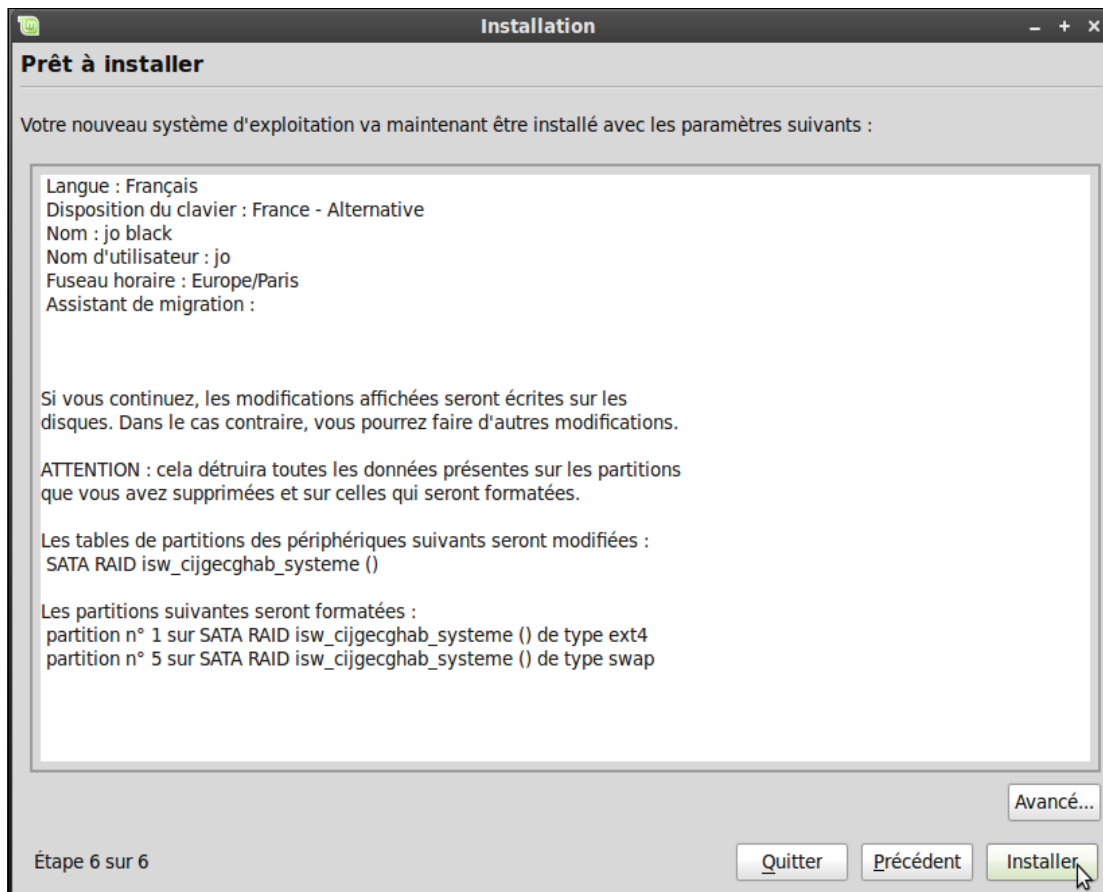 Installation
Prêt à installer
Votre nouveau système d'exploitation va maintenant être installé avec les paramètres suivants :
Langue : Français
Disposition du clavier : France - Alternative
Nom : jo black
Nom d'utilisateur : jo
Fuseau horaire : Europe/Paris
Assistant de migration :
Si vous continuez, les modifications affichées seront écrites sur les
disques. Dans le cas contraire, vous pourrez faire d'autres modifications.
ATTENTION : cela détruira toutes les données présentes sur les partitions
que vous avez supprimées et sur celles qui seront formatées.
Les tables de partitions des périphériques suivants seront modifiées :
SATA RAID isw_cijgecghab_systeme ()
Les partitions suivantes seront formatées :
partition n° 1 sur SATA RAID isw_cijgecghab_systeme () de type ext4
partition n° 5 sur SATA RAID isw_cijgecghab_systeme () de type swap
Avancé...
Étape 6 sur 6
Quitter
Précédent
Installer